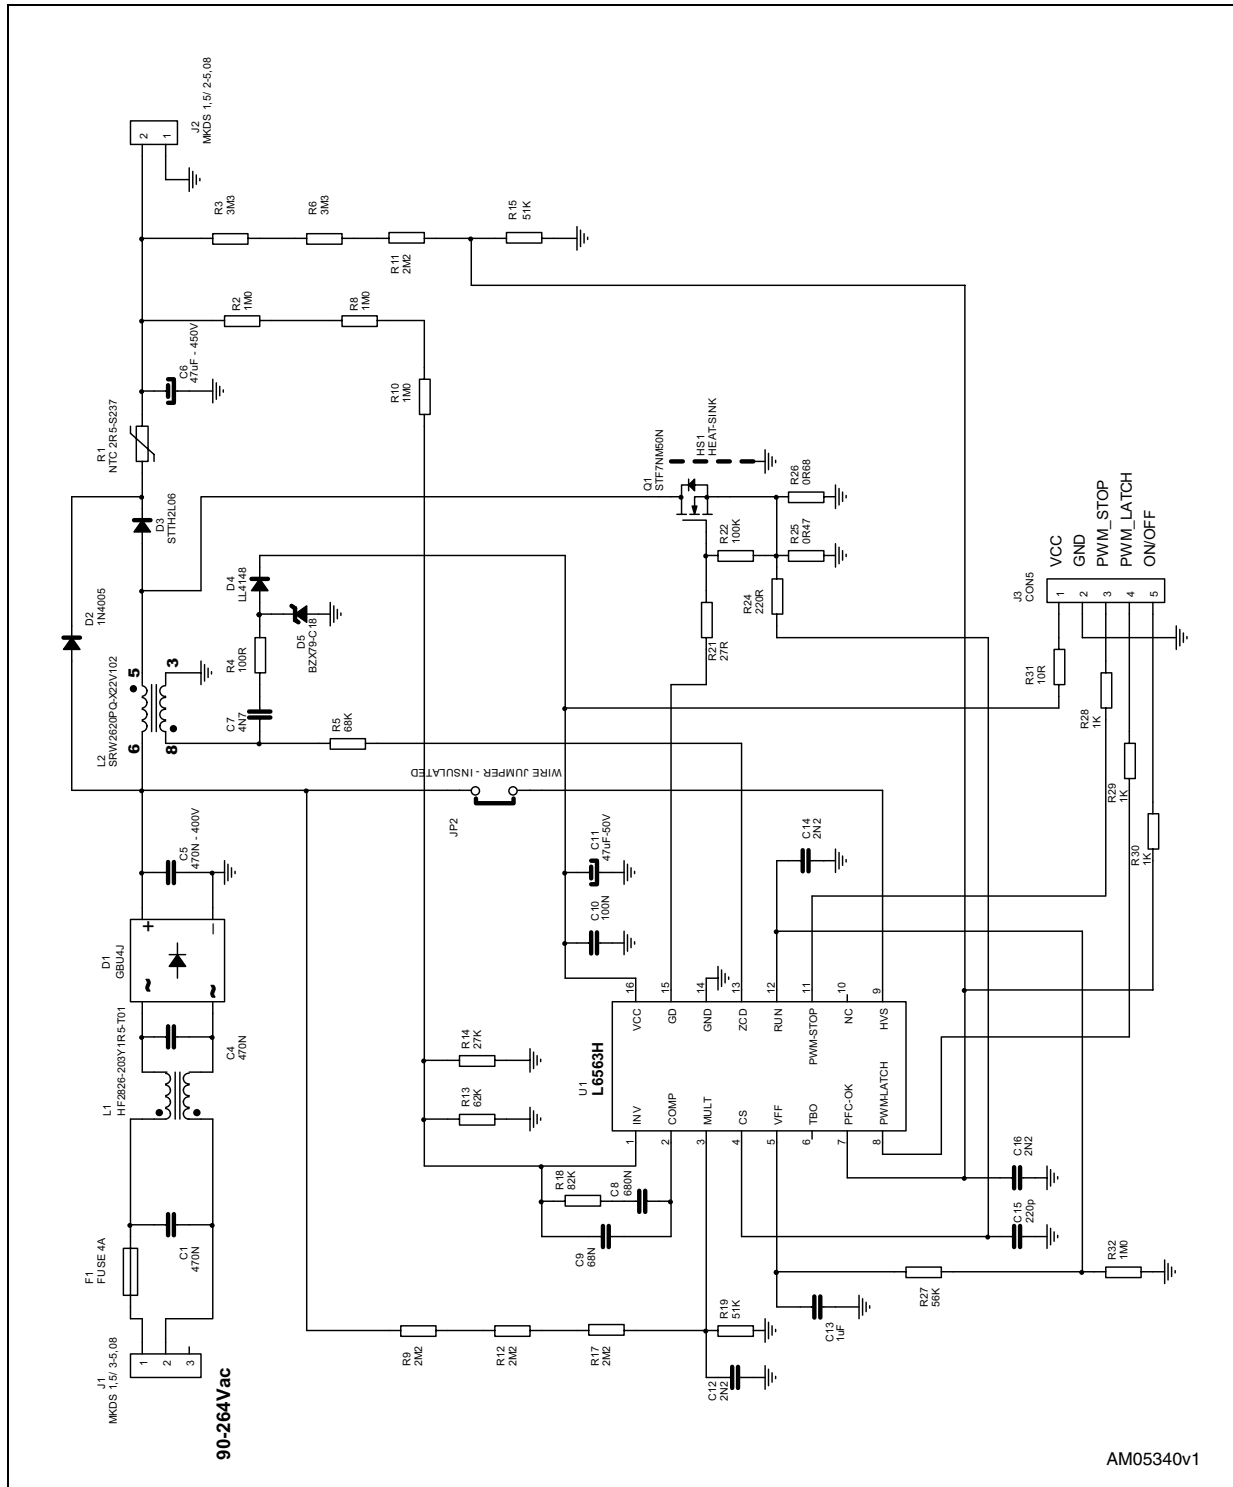 J2
MKDS 1,5/ 2-5,08
2
1
R3
3M3
R6
3M3
R11
2M2
R15
51K
R2
1M0
R8
1M0
R10
1M0
C6
47uF - 450V
R1
NTC 2R5-S237
D3
STTH2L06
D2
1N4005
D4
LL4148
D5
BZX79-C18
R4
100R
C7
4N7
R5
68K
L2
SRW2620PQ-X22V102
5
3
6
8
Q1
STF7NM50N
HS1
HEAT-SINK
R22
100K
R26
0R68
R25
0R47
R24
220R
R21
27R
VCC
GND
PWM_STOP
PWM_LATCH
ON/OFF
J3
CON5
1
2
3
4
5
R31
10R
R28
1K
R29
1K
R30
1K
JP2
WIRE JUMPER - INSULATED
C5
470N - 400V
D1
GBU4J
+
-
~
~
C4
470N
L1
HF2826-203Y1R5-T01
C11
47uF-50V
C10
100N
C14
2N2
R14
27K
R13
62K
U1
L6563H
16
15
14
13
12
11
10
9
VCC
GD
GND
ZCD
RUN
PWM-STOP
NC
HVS
INV
COMP
MULT
CS
VFF
TBO
PFC-OK
PWM-LATCH
1
2
3
4
5
6
7
8
R18
82K
C8
680N
C9
68N
C16
2N2
C15
220p
R32
1M0
R27
56K
C13
1uF
R19
51K
C12
2N2
R9
2M2
R12
2M2
R17
2M2
C1
470N
F1
FUSE 4A
J1
MKDS 1,5/ 3-5,08
1
2
3
90-264Vac
AM05340v1